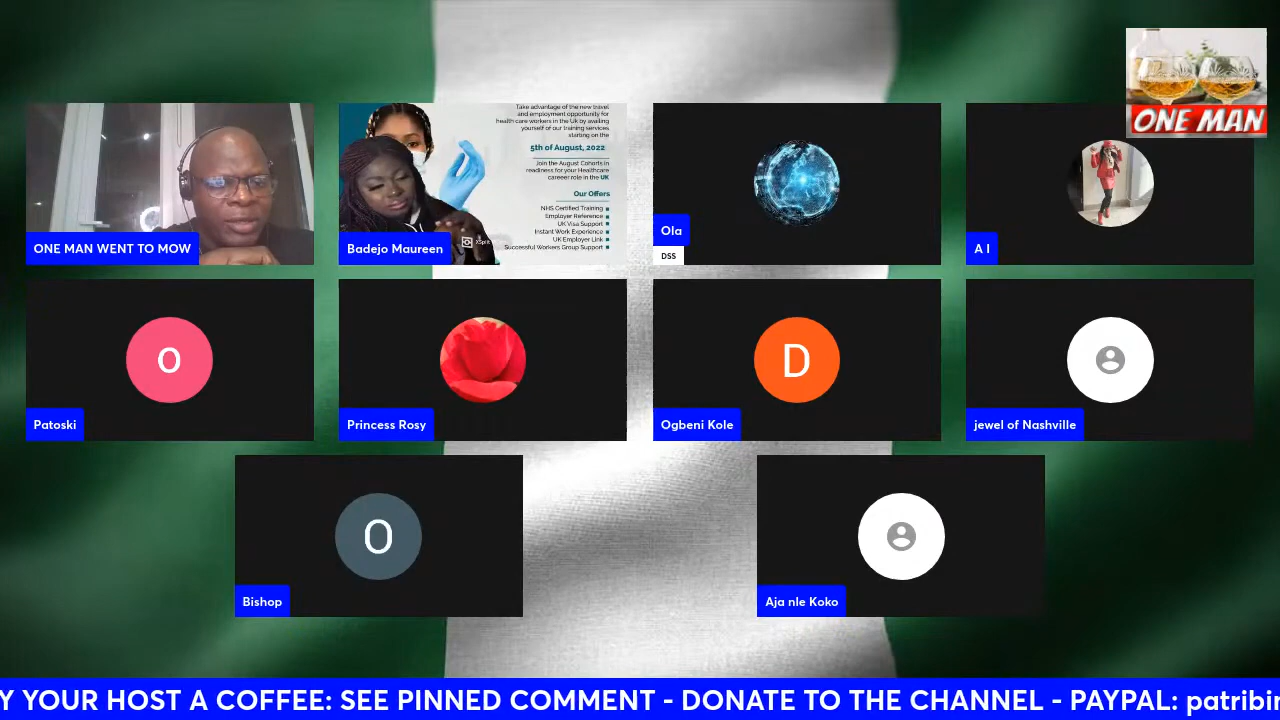 ONE MAN
ONE MAN WENT TO MOW
Take advantage of the new travel
and employment opportunity for
health care workers in the UK by availing
yourself of our training services
starting on the
5th of August, 2022
Join the August Cohorts in
readiness for your Healthcare
careeer role in the UK
Our Offers
NHS Certified Training
Employer Reference
UK Visa Support
Instant Work Experience
UK Employer Link
Successful Workers Group Support
XSplit
Badejo Maureen
Ola
DSS
A I
O
Patoski
Princess Rosy
D
Ogbeni Kole
jewel of Nashville
O
Bishop
Aja nle Koko
Y YOUR HOST A COFFEE: SEE PINNED COMMENT - DONATE TO THE CHANNEL - PAYPAL: patribi